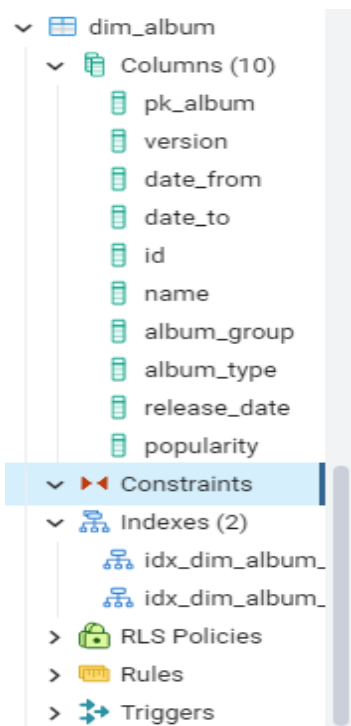 dim_album
Columns (10)
pk_album
version
date_from
date_to
id
name
album_group
album_type
release_date
popularity
Constraints
Indexes (2)
idx_dim_album_
idx_dim_album_
RLS Policies
Rules
Triggers